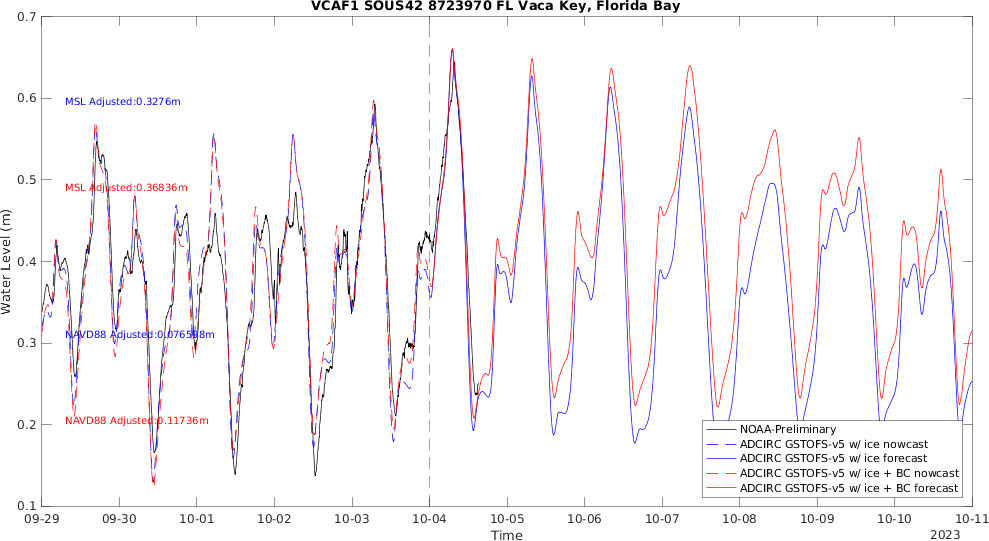 VCAF1 SOUS42 8723970 FL Vaca Key, Florida Bay
0.7
0.6
0.5
0.4
0.3
0.2
0.1
Water Level (m)
MSL Adjusted:0.3276m
MSL Adjusted:0.36836m
NAVD88 Adjusted:0.076598m
NAVD88 Adjusted:0.11736m
NOAA-Preliminary
ADCIRC GSTOFS-v5 w/ ice nowcast
ADCIRC GSTOFS-v5 w/ ice forecast
ADCIRC GSTOFS-v5 w/ ice + BC nowcast
ADCIRC GSTOFS-v5 w/ ice + BC forecast
09-29 09-30 10-01 10-02 10-03 10-04 10-05 10-06 10-07 10-08 10-09 10-10 10-11
Time
2023